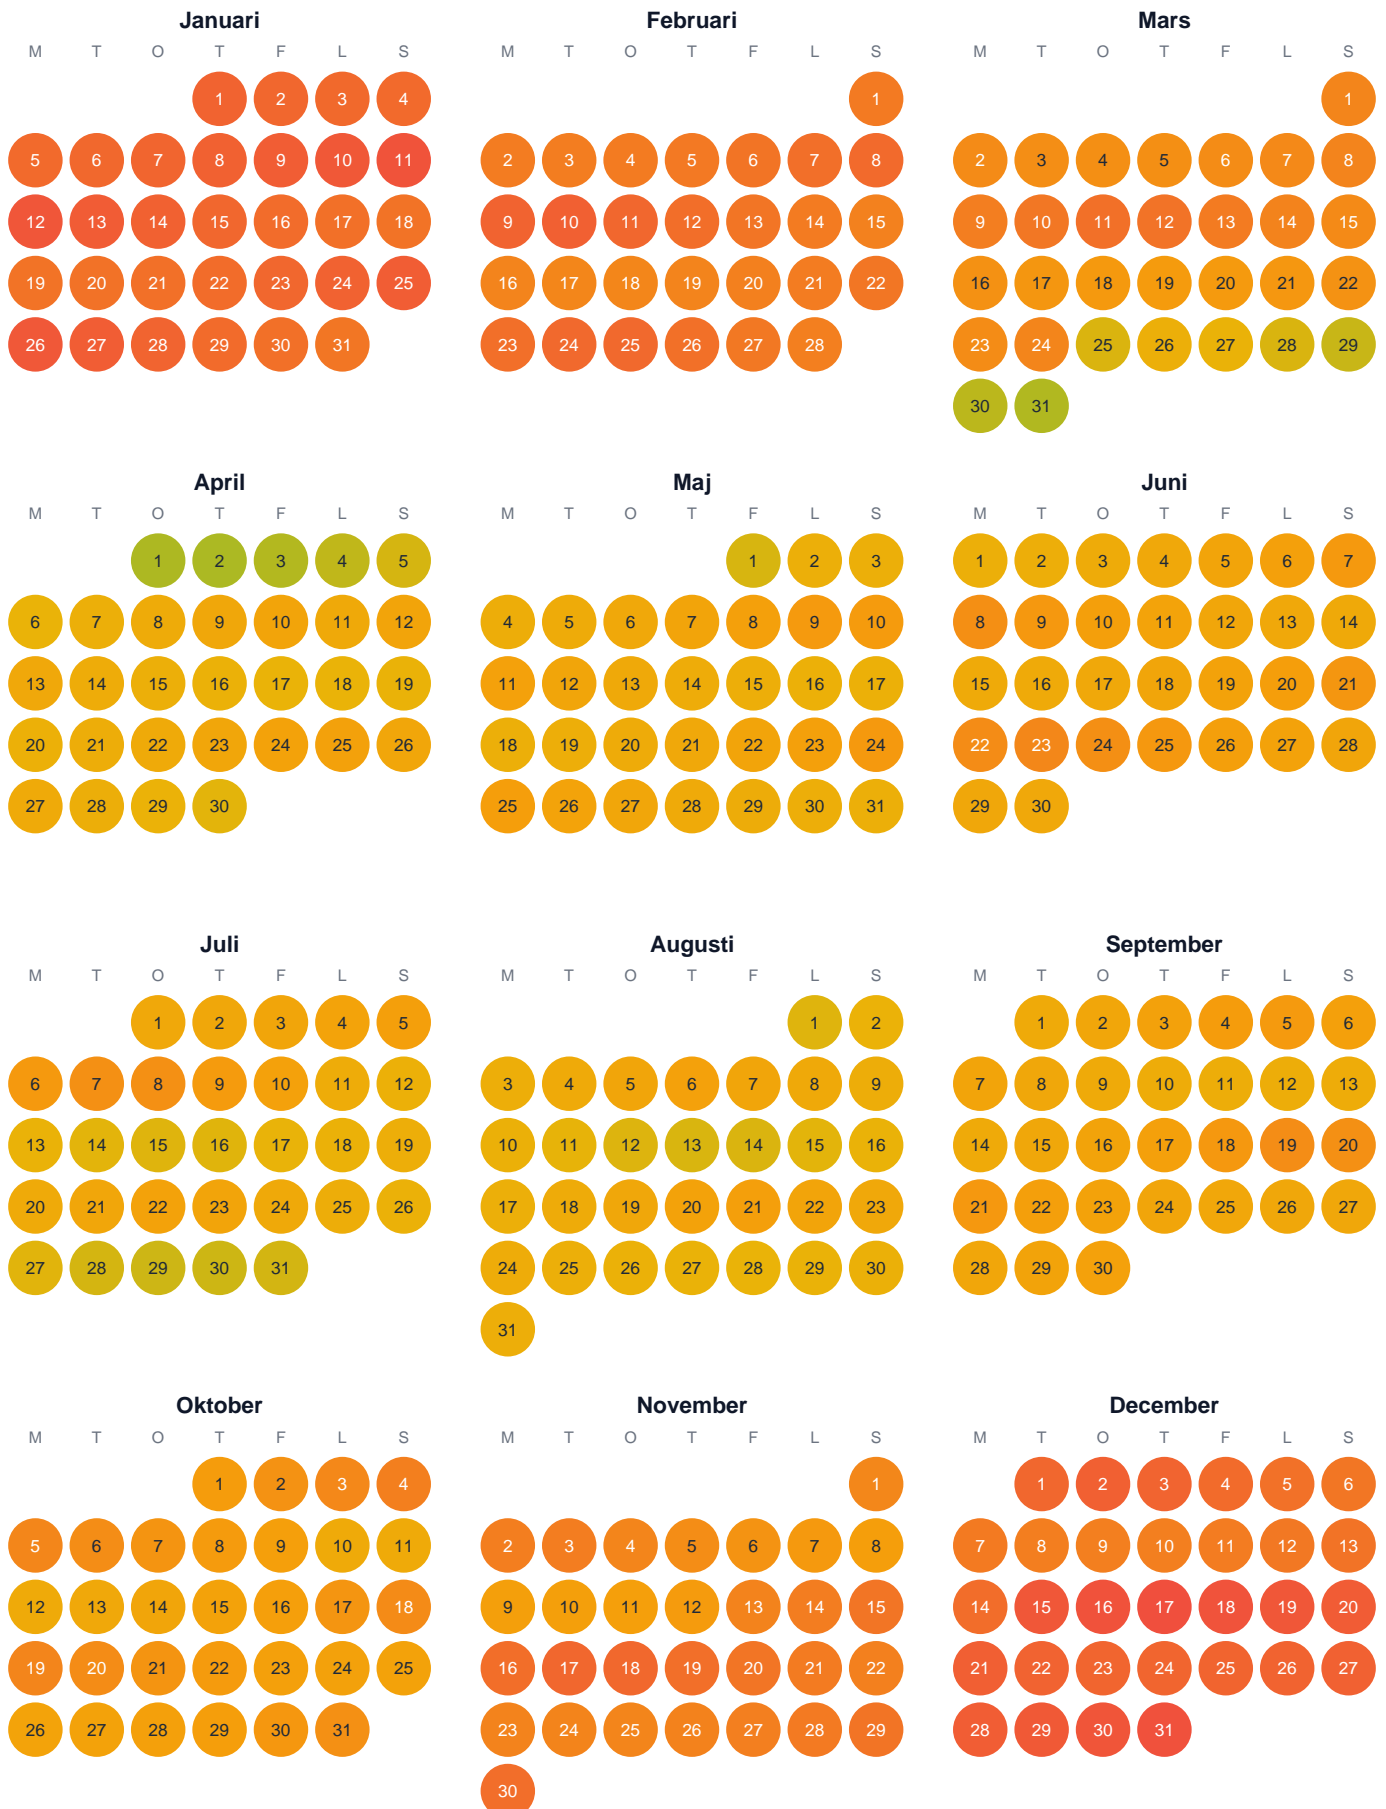 Januari Februari Mars
M T O T F L S M T O T F L S M T O T F L S
1 2 3 4 1 1
5 6 7 8 9 10 11 2 3 4 5 6 7 8 2 3 4 5 6 7 8
12 13 14 15 16 17 18 9 10 11 12 13 14 15 9 10 11 12 13 14 15
19 20 21 22 23 24 25 16 17 18 19 20 21 22 16 17 18 19 20 21 22
26 27 28 29 30 31 23 24 25 26 27 28 23 24 25 26 27 28 29
30 31
April Maj Juni
M T O T F L S M T O T F L S M T O T F L S
1 2 3 4 5 1 2 3 1 2 3 4 5 6 7
6 7 8 9 10 11 12 4 5 6 7 8 9 10 8 9 10 11 12 13 14
13 14 15 16 17 18 19 11 12 13 14 15 16 17 15 16 17 18 19 20 21
20 21 22 23 24 25 26 18 19 20 21 22 23 24 22 23 24 25 26 27 28
27 28 29 30 25 26 27 28 29 30 31 29 30
Juli Augusti September
M T O T F L S M T O T F L S M T O T F L S
1 2 3 4 5 1 2 1 2 3 4 5 6
6 7 8 9 10 11 12 3 4 5 6 7 8 9 7 8 9 10 11 12 13
13 14 15 16 17 18 19 10 11 12 13 14 15 16 14 15 16 17 18 19 20
20 21 22 23 24 25 26 17 18 19 20 21 22 23 21 22 23 24 25 26 27
27 28 29 30 31 24 25 26 27 28 29 30 28 29 30
31
Oktober November December
M T O T F L S M T O T F L S M T O T F L S
1 2 3 4 1 1 2 3 4 5 6
5 6 7 8 9 10 11 2 3 4 5 6 7 8 7 8 9 10 11 12 13
12 13 14 15 16 17 18 9 10 11 12 13 14 15 14 15 16 17 18 19 20
19 20 21 22 23 24 25 16 17 18 19 20 21 22 21 22 23 24 25 26 27
26 27 28 29 30 31 23 24 25 26 27 28 29 28 29 30 31
30